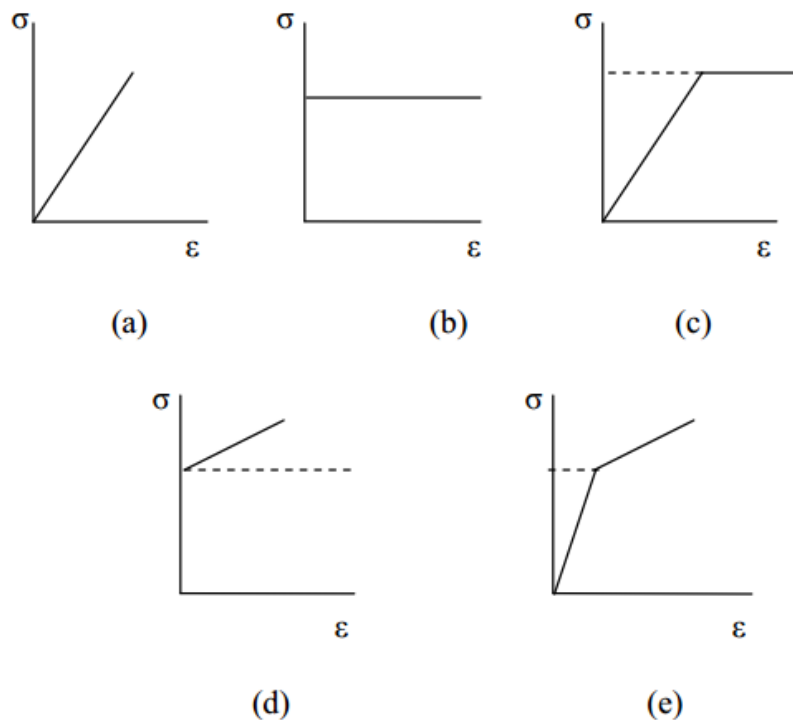 σ σ σ
ε ε ε
(a) (b) (c)
σ σ
ε ε
(d) (e)